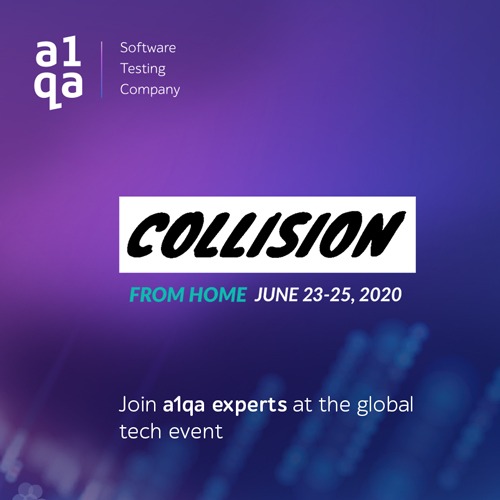 a1
qa
Software
Testing
Company
COLLISION
FROM HOME JUNE 23-25, 2020
Join a1qa experts at the global
tech event